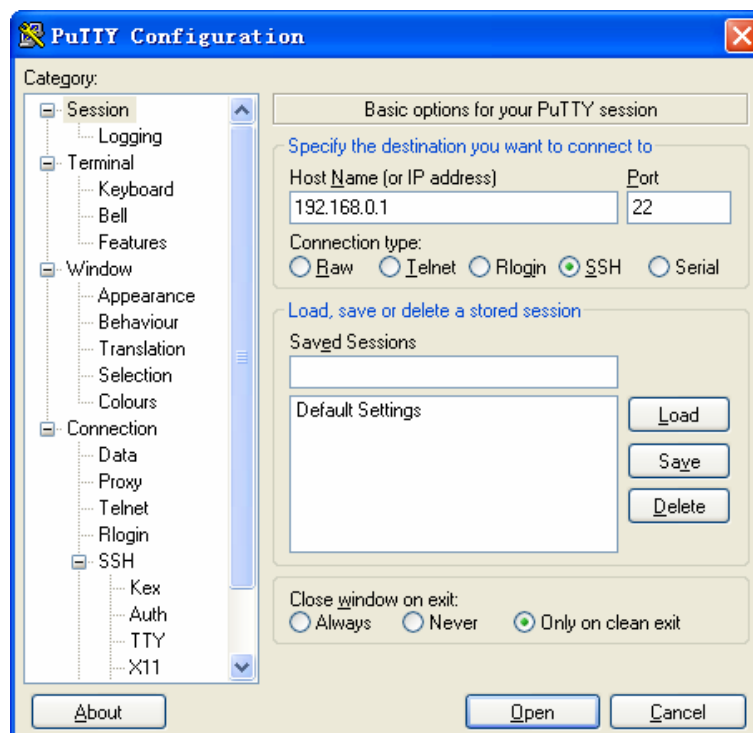 PuTTY Configuration
Category:
Session
Logging
Terminal
Keyboard
Bell
Features
Window
Appearance
Behaviour
Translation
Selection
Colours
Connection
Data
Proxy
Telnet
Rlogin
SSH
Kex
Auth
TTY
X11
Basic options for your PuTTY session
Specify the destination you want to connect to
Host Name (or IP address) Port
192.168.0.1 22
Connection type:
Raw Telnet Rlogin SSH Serial
Load, save or delete a stored session
Saved Sessions
Default Settings
Load
Save
Delete
Close window on exit:
Always Never Only on clean exit
About Open Cancel